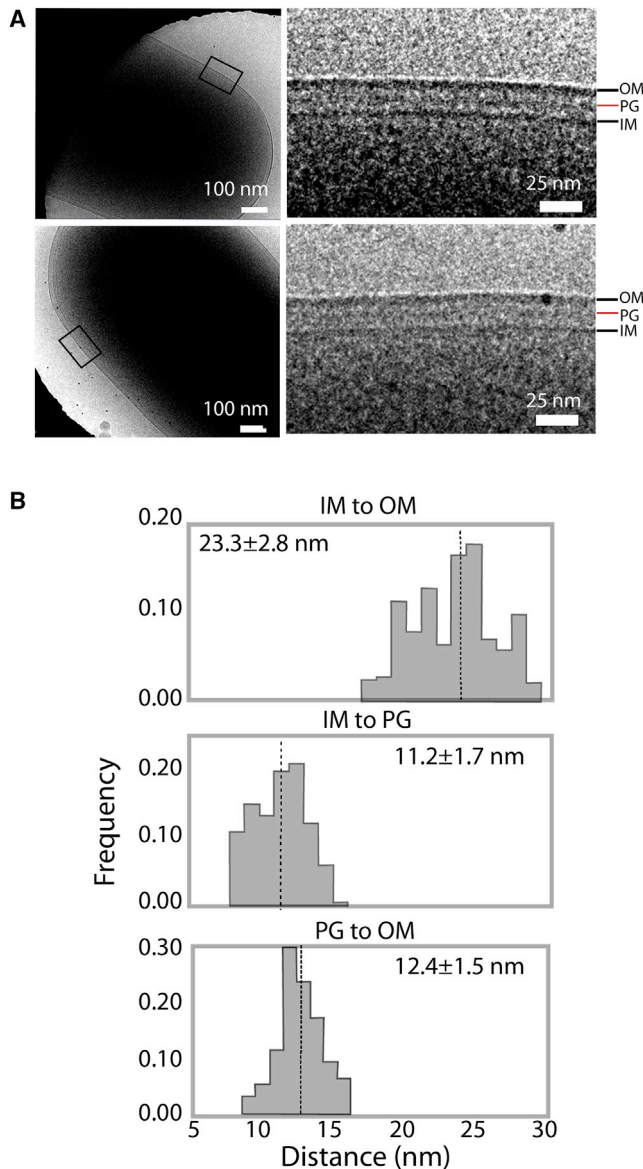 A
100 nm
25 nm
OM
PG
IM
100 nm
25 nm
OM
PG
IM
B
IM to OM
0.20
0.10
0.00
23.3±2.8 nm
IM to PG
0.20
0.10
0.00
11.2±1.7 nm
Frequency
PG to OM
0.30
0.20
0.10
0.00
12.4±1.5 nm
5 10 15 20 25 30
Distance (nm)